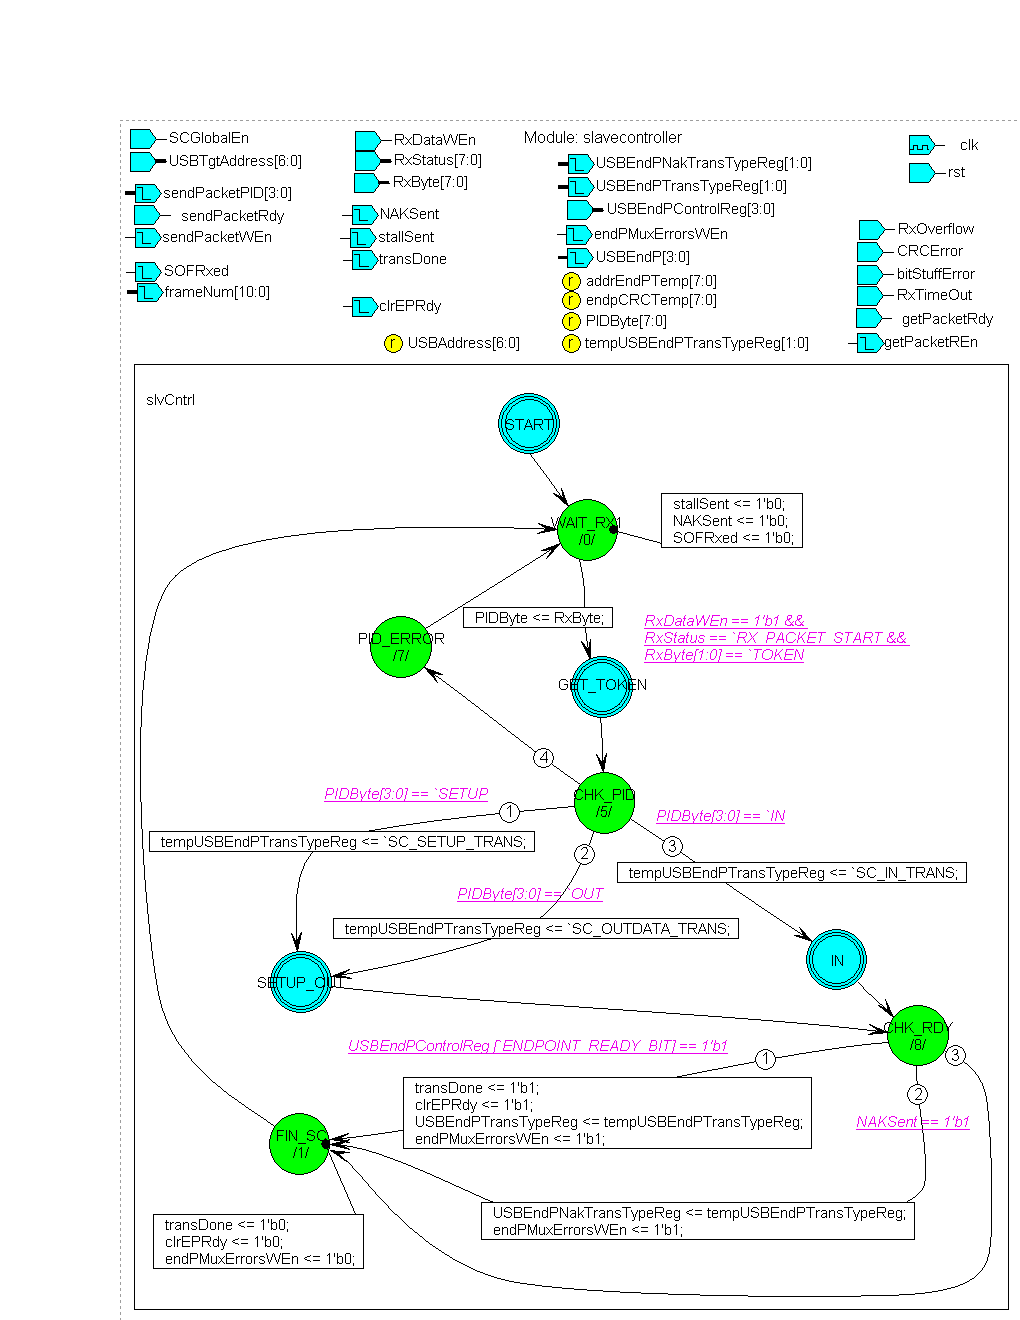 Module: slavecontroller
SCGlobalEn
USBTgtAddress[6:0]
sendPacketPID[3:0]
sendPacketRdy
sendPacketWEn
SOFRxed
frameNum[10:0]
RxDataWEn
RxStatus[7:0]
RxByte[7:0]
NAKSent
stallSent
transDone
clrEPRdy
USBAddress[6:0]
USBEndPNakTransTypeReg[1:0]
USBEndPTransTypeReg[1:0]
USBEndPControlReg[3:0]
endPMuxErrorsWEn
USBEndP[3:0]
r addrEndPTemp[7:0]
r endpCRCTemp[7:0]
r PIDByte[7:0]
r tempUSBEndPTransTypeReg[1:0]
r
clk
rst
RxOverflow
CRCError
bitStuffError
RxTimeOut
getPacketRdy
getPacketREn
slvCntrl
START
WAIT_RX1
/0/
stallSent <= 1'b0;
NAKSent <= 1'b0;
SOFRxed <= 1'b0;
PIDByte <= RxByte;
RxDataWEn == 1'b1 &&
RxStatus == `RX_PACKET_START &&
RxByte[1:0] == `TOKEN
PID_ERROR
/7/
GET_TOKEN
4
CHK_PID
/5/
PIDByte[3:0] == `SETUP
1
PIDByte[3:0] == `IN
tempUSBEndPTransTypeReg <= `SC_SETUP_TRANS;
2
3
tempUSBEndPTransTypeReg <= `SC_IN_TRANS;
PIDByte[3:0] == `OUT
tempUSBEndPTransTypeReg <= `SC_OUTDATA_TRANS;
SETUP_OUT
IN
CHK_RDY
/8/
USBEndPControlReg [`ENDPOINT_READY_BIT] == 1'b1
1
3
2
transDone <= 1'b1;
clrEPRdy <= 1'b1;
USBEndPTransTypeReg <= tempUSBEndPTransTypeReg;
endPMuxErrorsWEn <= 1'b1;
NAKSent == 1'b1
FIN_SC
/1/
USBEndPNakTransTypeReg <= tempUSBEndPTransTypeReg;
endPMuxErrorsWEn <= 1'b1;
transDone <= 1'b0;
clrEPRdy <= 1'b0;
endPMuxErrorsWEn <= 1'b0;